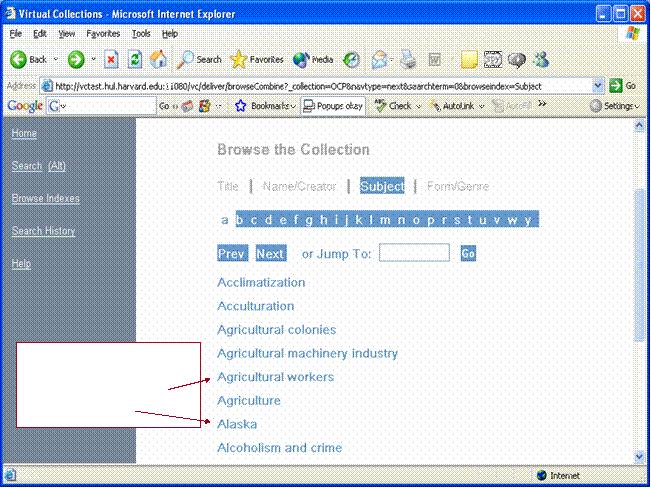 Virtual Collections - Microsoft Internet Explorer
File Edit View Favorites Tools Help
Back Search Favorites Media
Address http://vctest.hul.harvard.edu:11080/vc/deliver/browseCombine?_collection=OCP&navtype=next&searchterm=0&browseindex=Subject Go
Google G Go Bookmarks Popups okay Check AutoLink AutoFill Settings
Home
Search (Alt)
Browse Indexes
Search History
Help
Browse the Collection
Title | Name/Creator | Subject | Form/Genre
a b c d e f g h i j k l m n o p r s t u v w y
Prev Next or Jump To: Go
Acclimatization
Acculturation
Agricultural colonies
Agricultural machinery industry
Agricultural workers
Agriculture
Alaska
Alcoholism and crime
Internet